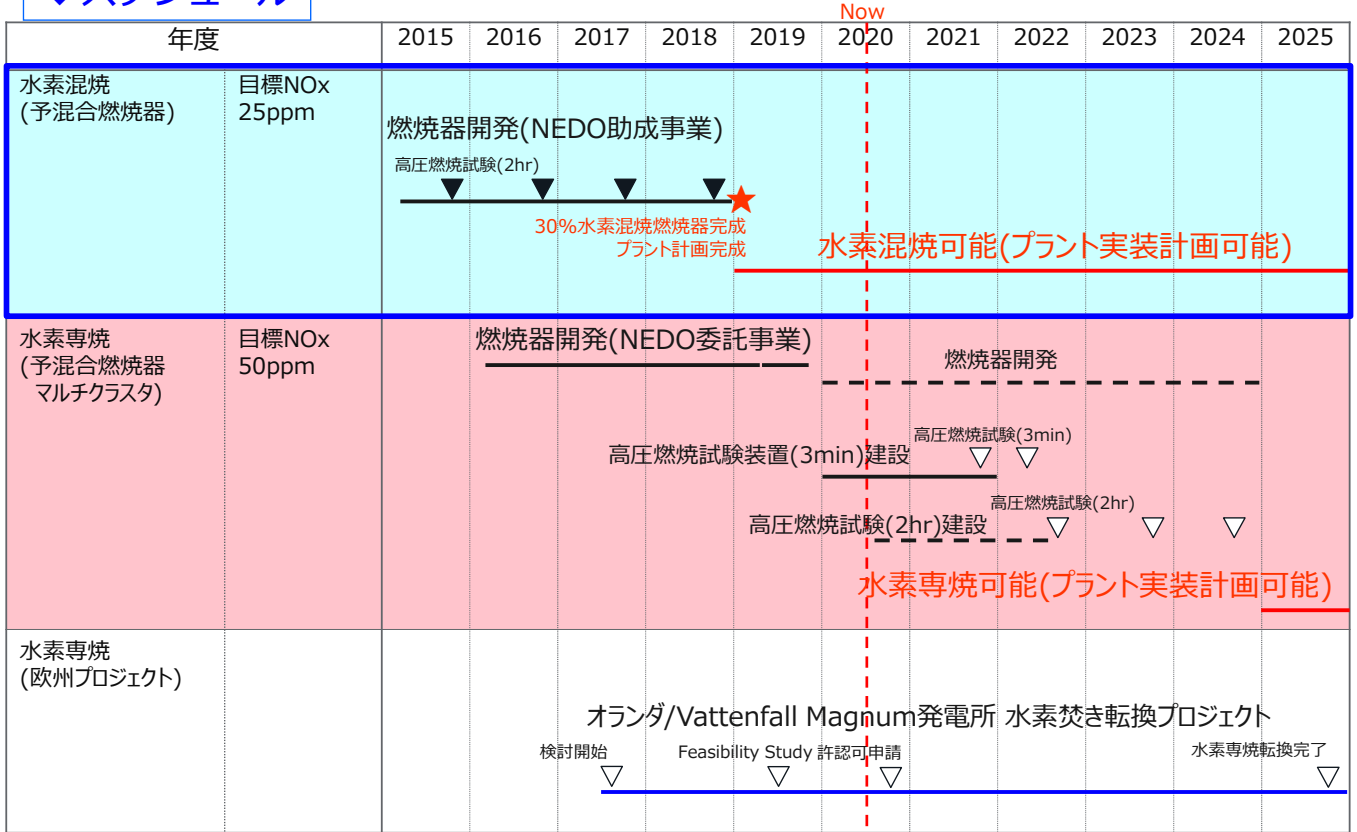 Now
年度 2015 2016 2017 2018 2019 2020 2021 2022 2023 2024 2025
水素混焼
(予混合燃焼器)
目標NOx
25ppm
燃焼器開発(NEDO助成事業)
高圧燃焼試験(2hr)
30%水素混焼燃焼器完成
プラント計画完成
水素混焼可能(プラント実装計画可能)
水素専焼
(予混合燃焼器
マルチクラスタ)
目標NOx
50ppm
燃焼器開発(NEDO委託事業)
燃焼器開発
高圧燃焼試験(3min)
高圧燃焼試験装置(3min)建設
高圧燃焼試験(2hr)
高圧燃焼試験(2hr)建設
水素専焼可能(プラント実装計画可能)
水素専焼
(欧州プロジェクト)
オランダ/Vattenfall Magnum発電所 水素焚き転換プロジェクト
検討開始
Feasibility Study
許認可申請
水素専焼転換完了